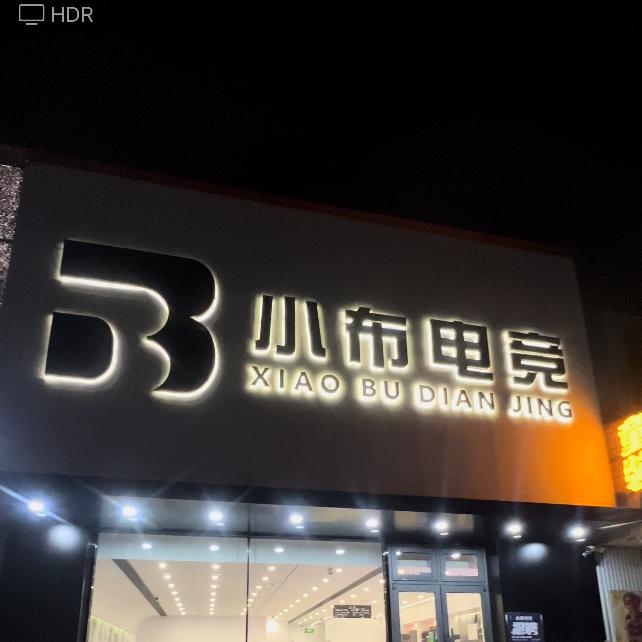 HDR
小布电竞
XIAO BU DIAN JING